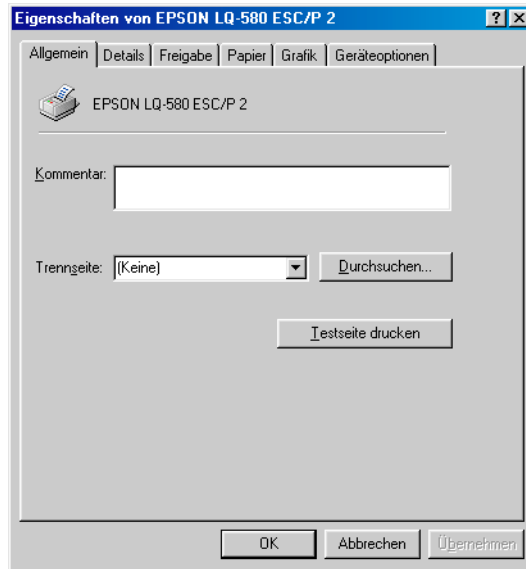 Eigenschaften von EPSON LQ-580 ESC/P 2
Allgemein Details Freigabe Papier Grafik Geräteoptionen
EPSON LQ-580 ESC/P 2
Kommentar:
Trennseite: (Keine) Durchsuchen...
Testseite drucken
OK Abbrechen Übernehmen